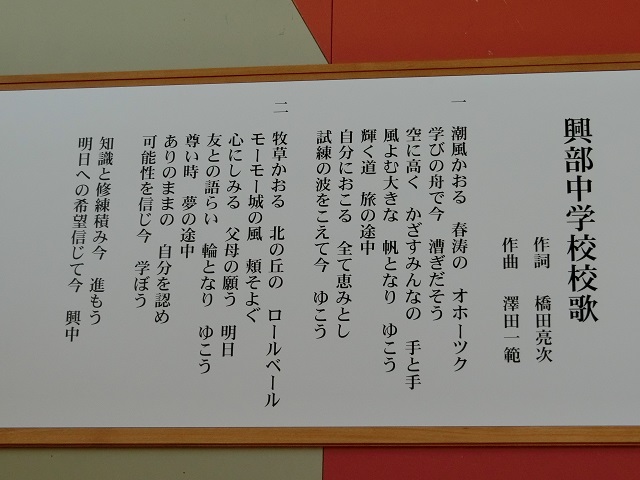 興部中学校校歌
作詞 橋田亮次
作曲 澤田一範
一 潮風かおる 春涛の オホーツク
学びの舟で今 漕ぎだそう
空に高く かざすみんなの 手と手
風よむ大きな 帆となり ゆこう
輝く道 旅の途中
自分におこる 全て恵みとし
試練の波をこえて今 ゆこう
二 牧草かおる 北の丘の ロールベール
モーモー城の風 頬そよぐ
心にしみる 父母の願う 明日
友との語らい 輪となり ゆこう
尊い時 夢の途中
ありのままの 自分を認め
可能性を信じ今 学ぼう
知識と修練積み今 進もう
明日への希望信じて今 興中